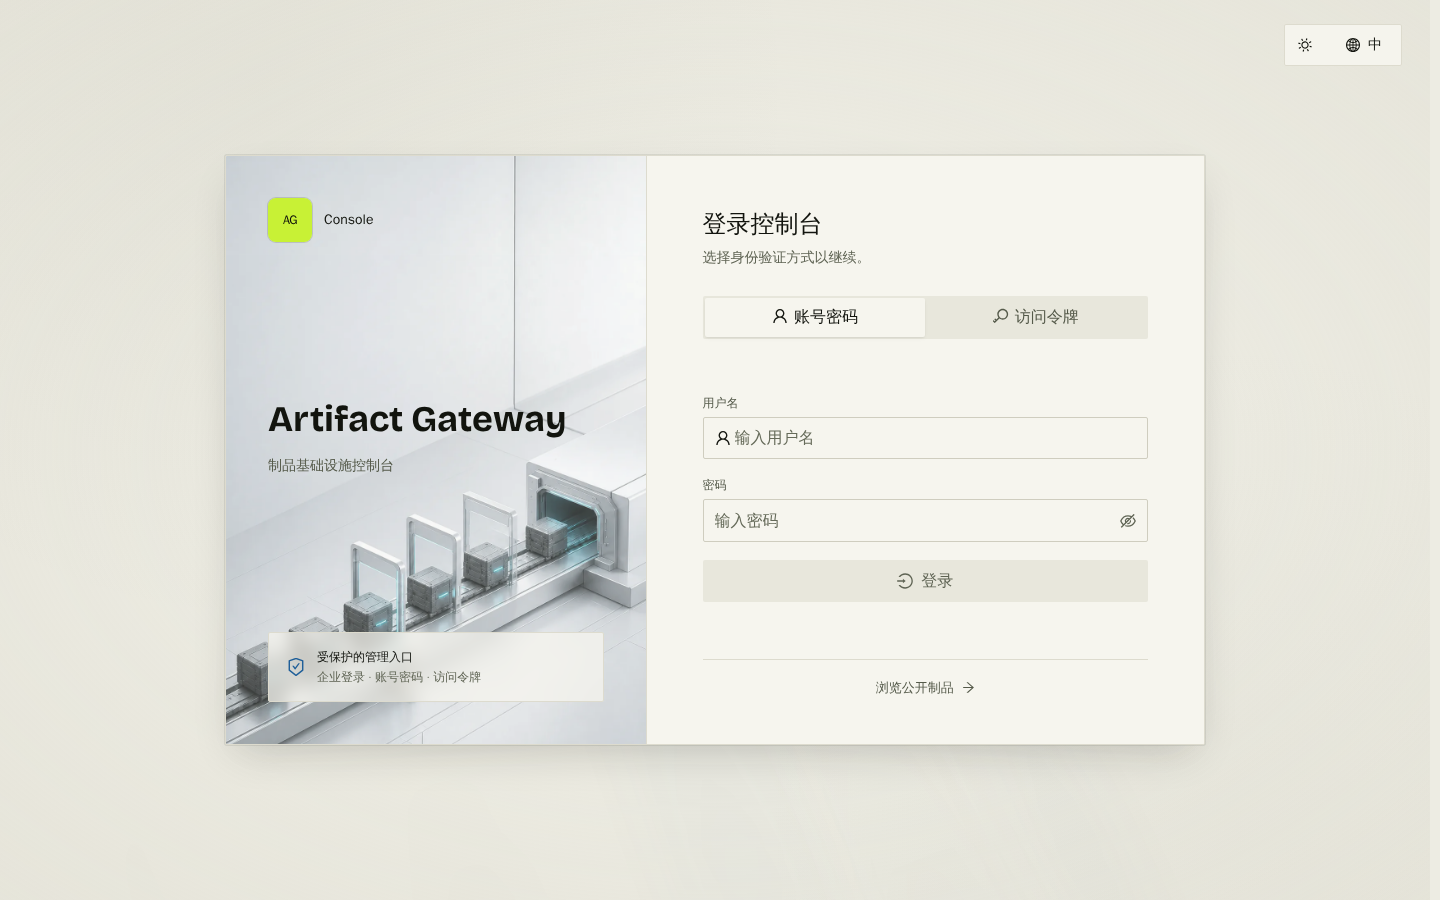 中
AG
Console
Artifact Gateway
制品基础设施控制台
受保护的管理入口
企业登录 · 账号密码 · 访问令牌
登录控制台
选择身份验证方式以继续。
账号密码
访问令牌
用户名
输入用户名
密码
输入密码
登录
浏览公开制品